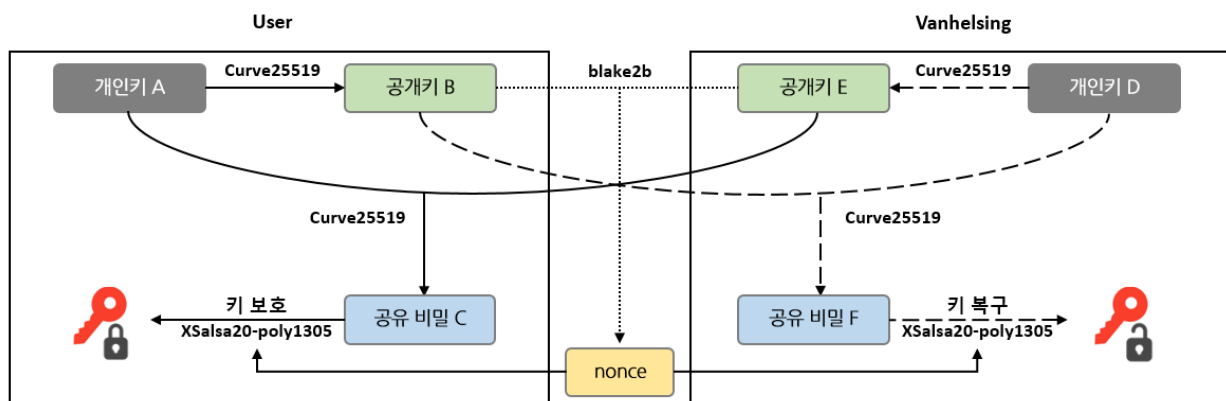 User
Vanhelsing
개인키 A
Curve25519
공개키 B
blake2b
공개키 E
Curve25519
개인키 D
Curve25519
Curve25519
키 보호
XSalsa20-poly1305
공유 비밀 C
공유 비밀 F
키 복구
XSalsa20-poly1305
nonce